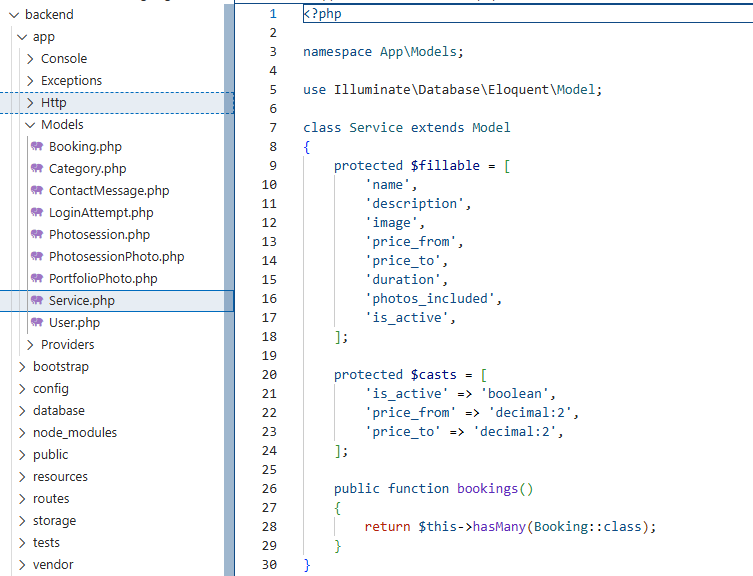 backend
app
Console
Exceptions
Http
Models
Booking.php
Category.php
ContactMessage.php
LoginAttempt.php
Photosession.php
PhotosessionPhoto.php
PortfolioPhoto.php
Service.php
User.php
Providers
bootstrap
config
database
node_modules
public
resources
routes
storage
tests
vendor
1 <?php
2
3 namespace App\Models;
4
5 use Illuminate\Database\Eloquent\Model;
6
7 class Service extends Model
8 {
9     protected $fillable = [
10         'name',
11         'description',
12         'image',
13         'price_from',
14         'price_to',
15         'duration',
16         'photos_included',
17         'is_active',
18     ];
19
20     protected $casts = [
21         'is_active' => 'boolean',
22         'price_from' => 'decimal:2',
23         'price_to' => 'decimal:2',
24     ];
25
26     public function bookings()
27     {
28         return $this->hasMany(Booking::class);
29     }
30 }